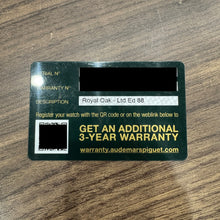 SERIAL N°
WARRANTY N°
DESCRIPTION Royal Oak - Ltd Ed 88
Register your watch with the QR code or on the weblink below to
GET AN ADDITIONAL
3-YEAR WARRANTY
warranty.audemarspiguet.com